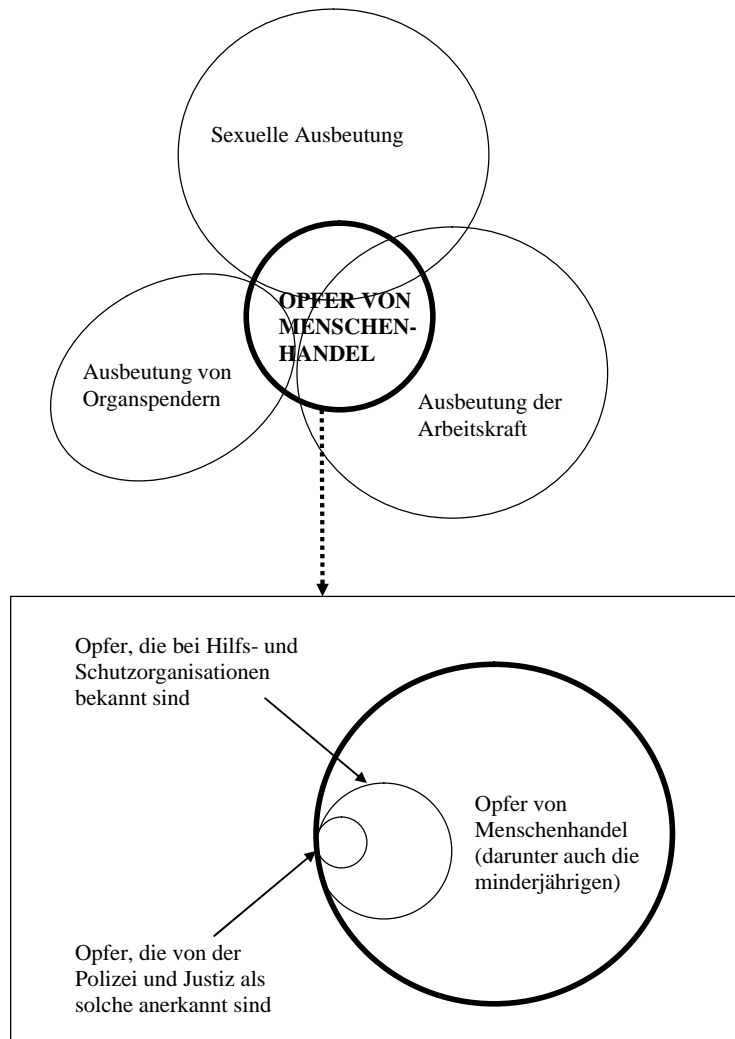 Sexuelle Ausbeutung
OPFER VON
MENSCHEN-
HANDEL
Ausbeutung von
Organspendern
Ausbeutung der
Arbeitskraft
Opfer, die bei Hilfs- und
Schutzorganisationen
bekannt sind
Opfer von
Menschenhandel
(darunter auch die
minderjährigen)
Opfer, die von der
Polizei und Justiz als
solche anerkannt sind